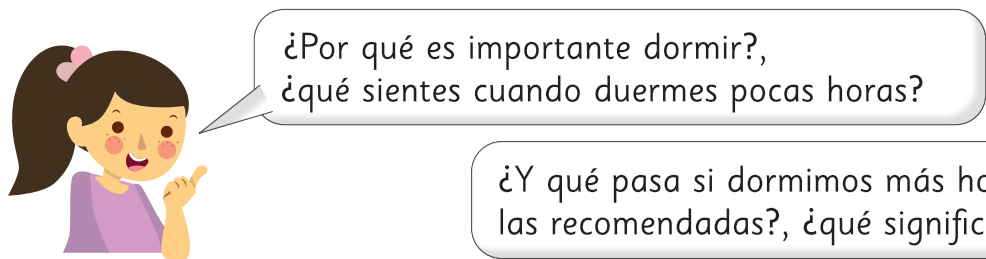 ¿Por qué es importante dormir?,
¿qué sientes cuando duermes pocas horas?
¿Y qué pasa si dormimos más
las recomendadas?, ¿qué